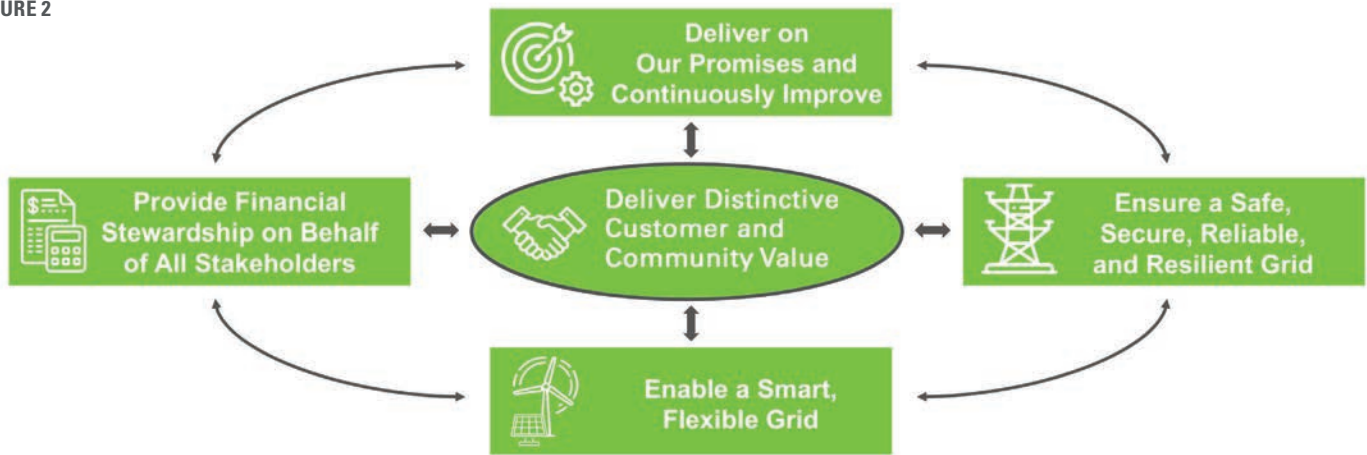 URE 2
Deliver on
Our Promises and
Continuously Improve
Provide Financial
Stewardship on Behalf
of All Stakeholders
$
Deliver Distinctive
Customer and
Community Value
Ensure a Safe,
Secure, Reliable,
and Resilient Grid
Enable a Smart,
Flexible Grid